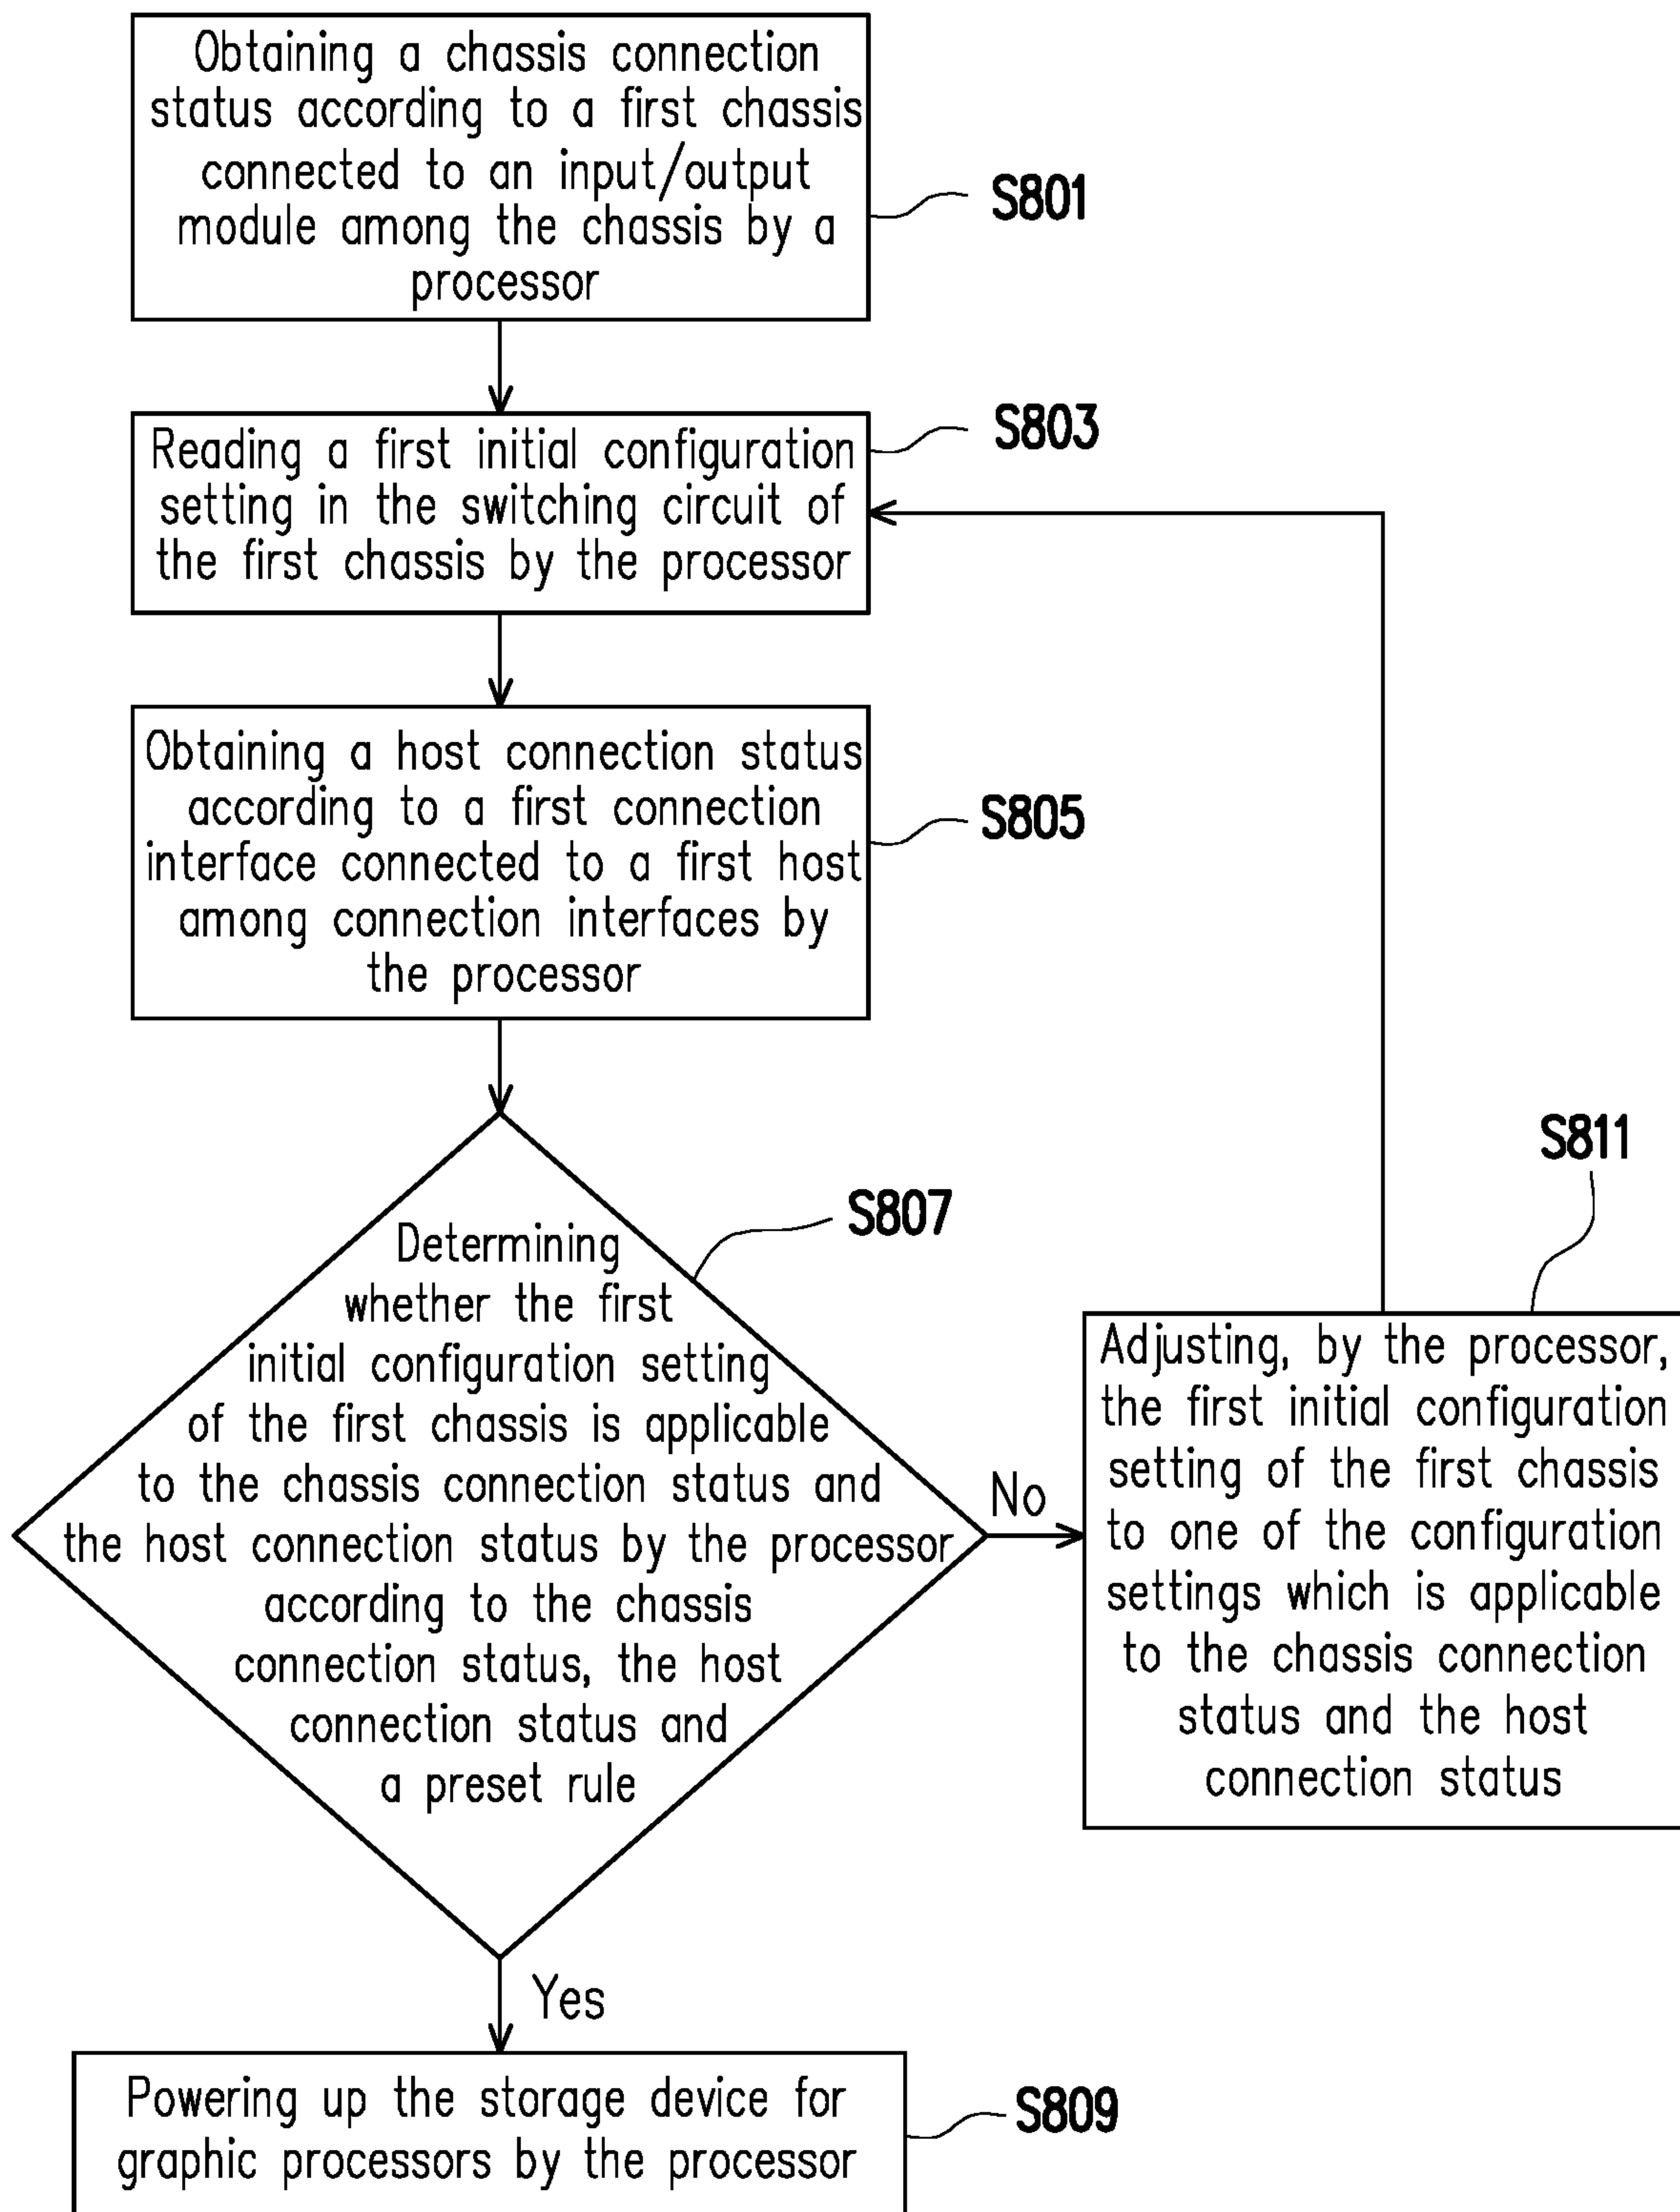 Obtaining a chassis connection
status according to a first chassis
connected to an input/output
module among the chassis by a
processor
S801
Reading a first initial configuration
setting in the switching circuit of
the first chassis by the processor
S803
Obtaining a host connection status
according to a first connection
interface connected to a first host
among connection interfaces by
the processor
S805
Determining
whether the first
initial configuration setting
of the first chassis is applicable
to the chassis connection status and
the host connection status by the processor
according to the chassis
connection status, the host
connection status and
a preset rule
S807
No
S811
Adjusting, by the processor,
the first initial configuration
setting of the first chassis
to one of the configuration
settings which is applicable
to the chassis connection
status and the host
connection status
Yes
Powering up the storage device for
graphic processors by the processor
S809